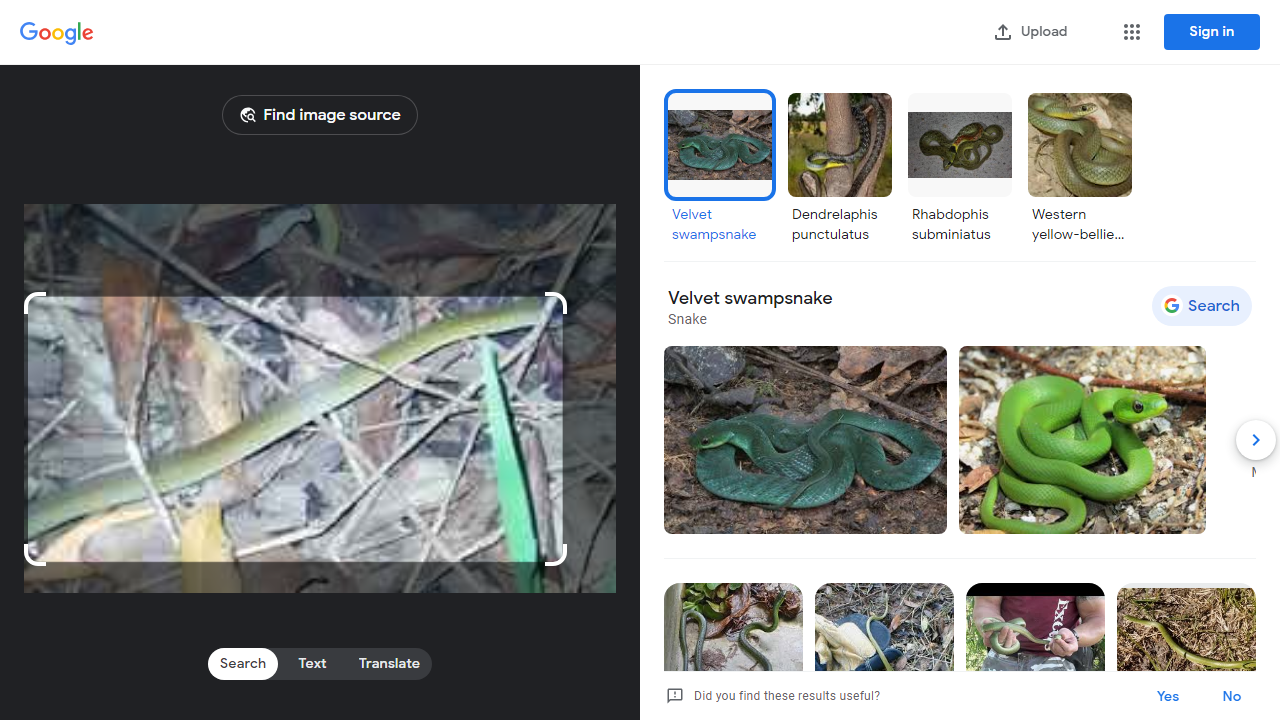 Google
Upload
Sign in
Find image source
Velvet
swampsnake
Dendrelaphis
punctulatus
Rhabdophis
subminiatus
Western
yellow-bellie...
Velvet swampsnake
Snake
Search
Search
Text
Translate
Did you find these results useful?
Yes
No